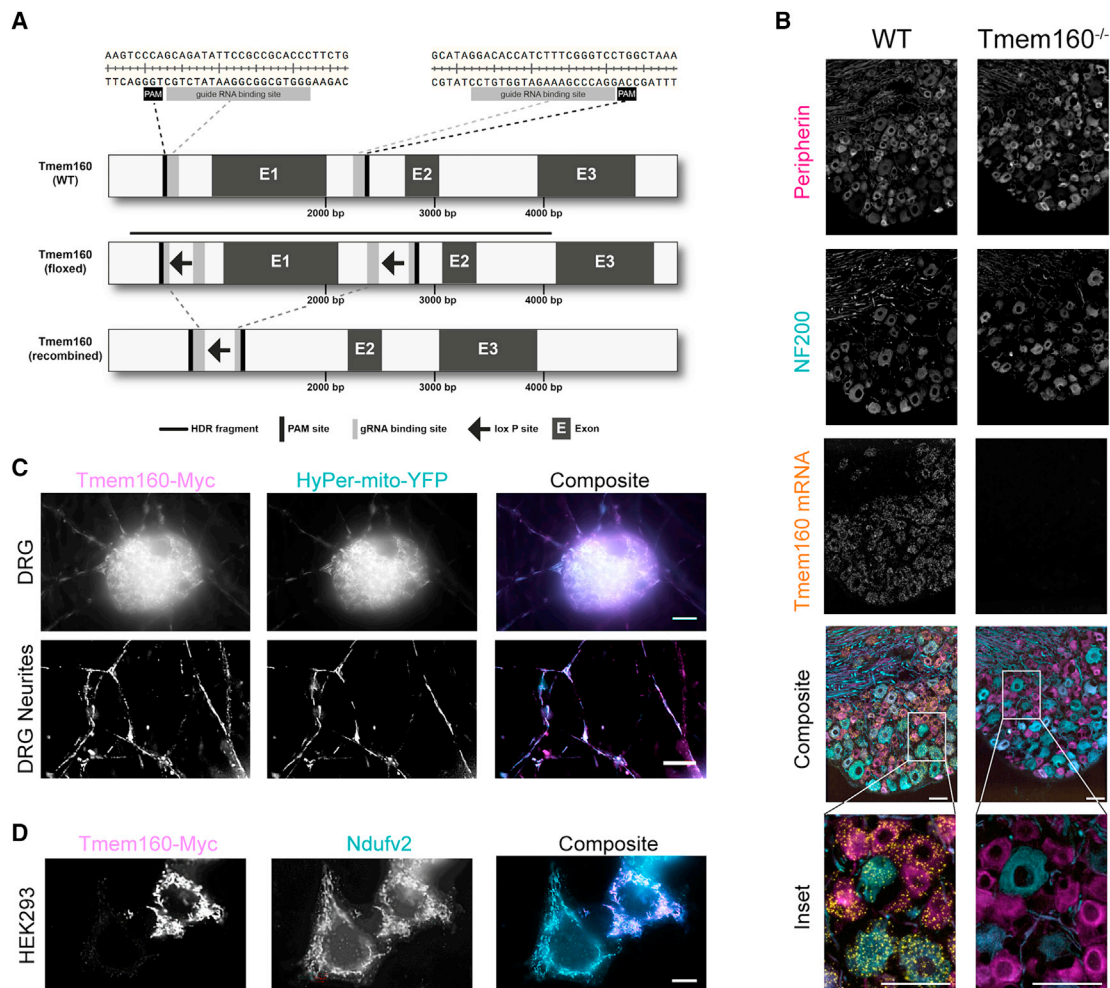 A
AAGTCCCAGCAGATATTCCGCCGCACCCTTCTG
TTCAGGGTCGTCTATAAGGCGGCGTGGGAAGAC
PAM
guide RNA binding site
GCATAGGACACCATCTTTCGGGTCCTGGCTAAA
CGTATCCTGTGGTAGAAAGCCCAGGACCGATTT
guide RNA binding site
PAM
Tmem160
(WT)
E1
E2
E3
2000 bp
3000 bp
4000 bp
Tmem160
(floxed)
E1
E2
E3
2000 bp
3000 bp
4000 bp
Tmem160
(recombined)
E2
E3
2000 bp
3000 bp
4000 bp
HDR fragment
PAM site
gRNA binding site
lox P site
E
Exon
B
WT
Tmem160-/-
Peripherin
NF200
Tmem160 mRNA
Composite
Inset
C
Tmem160-Myc
HyPer-mito-YFP
Composite
DRG
DRG Neurites
D
Tmem160-Myc
Ndufv2
Composite
HEK293